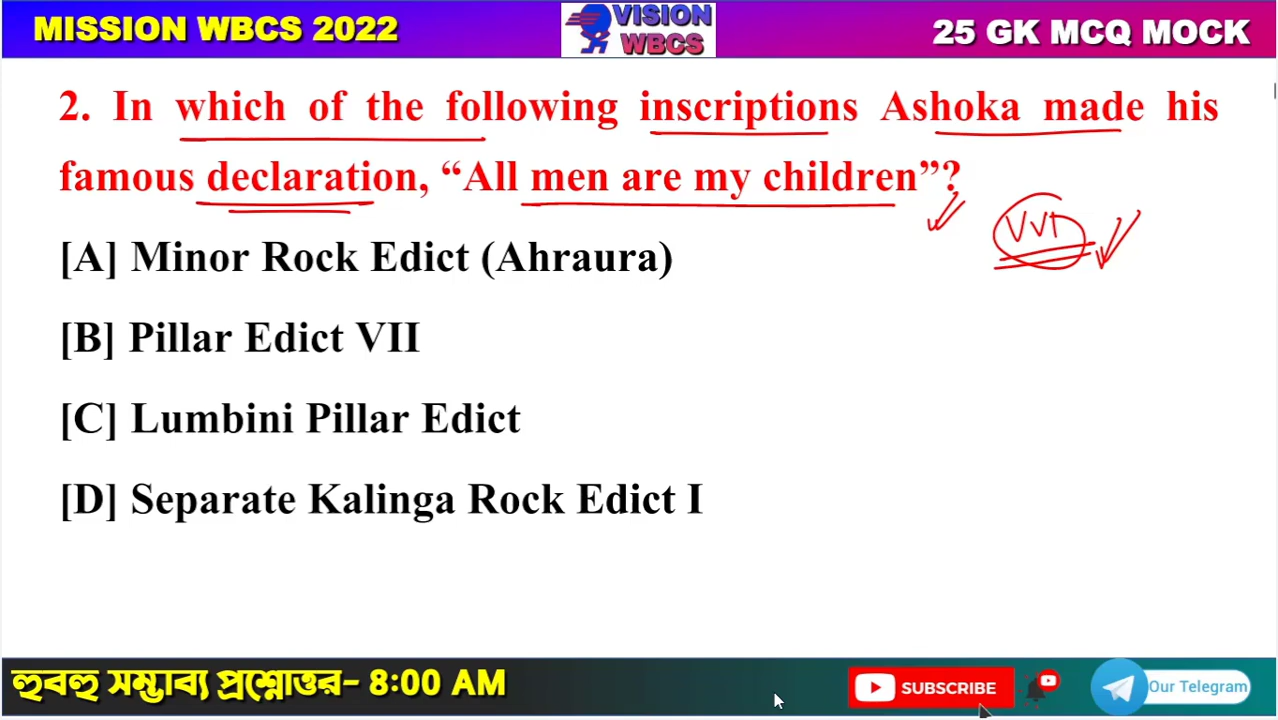 MISSION WBCS 2022
VISION
WBCS
25 GK MCQ MOCK
2. In which of the following inscriptions Ashoka made his
famous declaration, “All men are my children”?
VVI
[A] Minor Rock Edict (Ahraura)
[B] Pillar Edict VII
[C] Lumbini Pillar Edict
[D] Separate Kalinga Rock Edict I
হুবহু সম্ভাব্য প্রশ্নোত্তর- 8:00 AM
SUBSCRIBE
Our Telegram